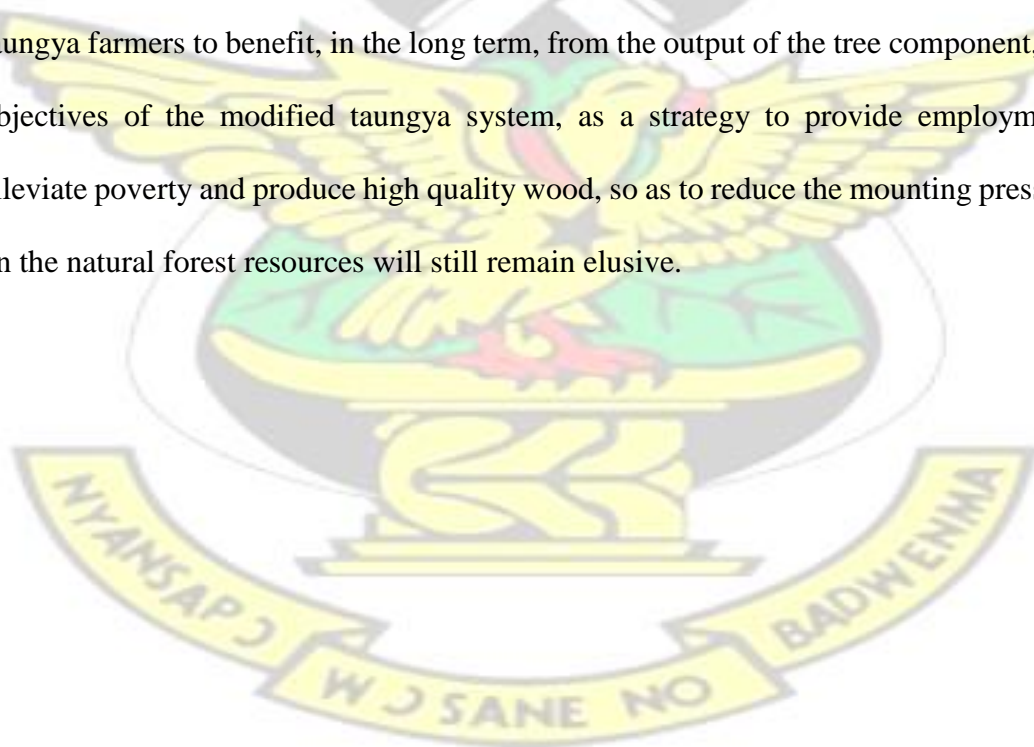 aungya farmers to benefit, in the long term, from the output of the tree component,
bjectives of the modified taungya system, as a strategy to provide employm
lleviate poverty and produce high quality wood, so as to reduce the mounting press
n the natural forest resources will still remain elusive.
NYANSAPƆ WƆSANE NO BADWENMA